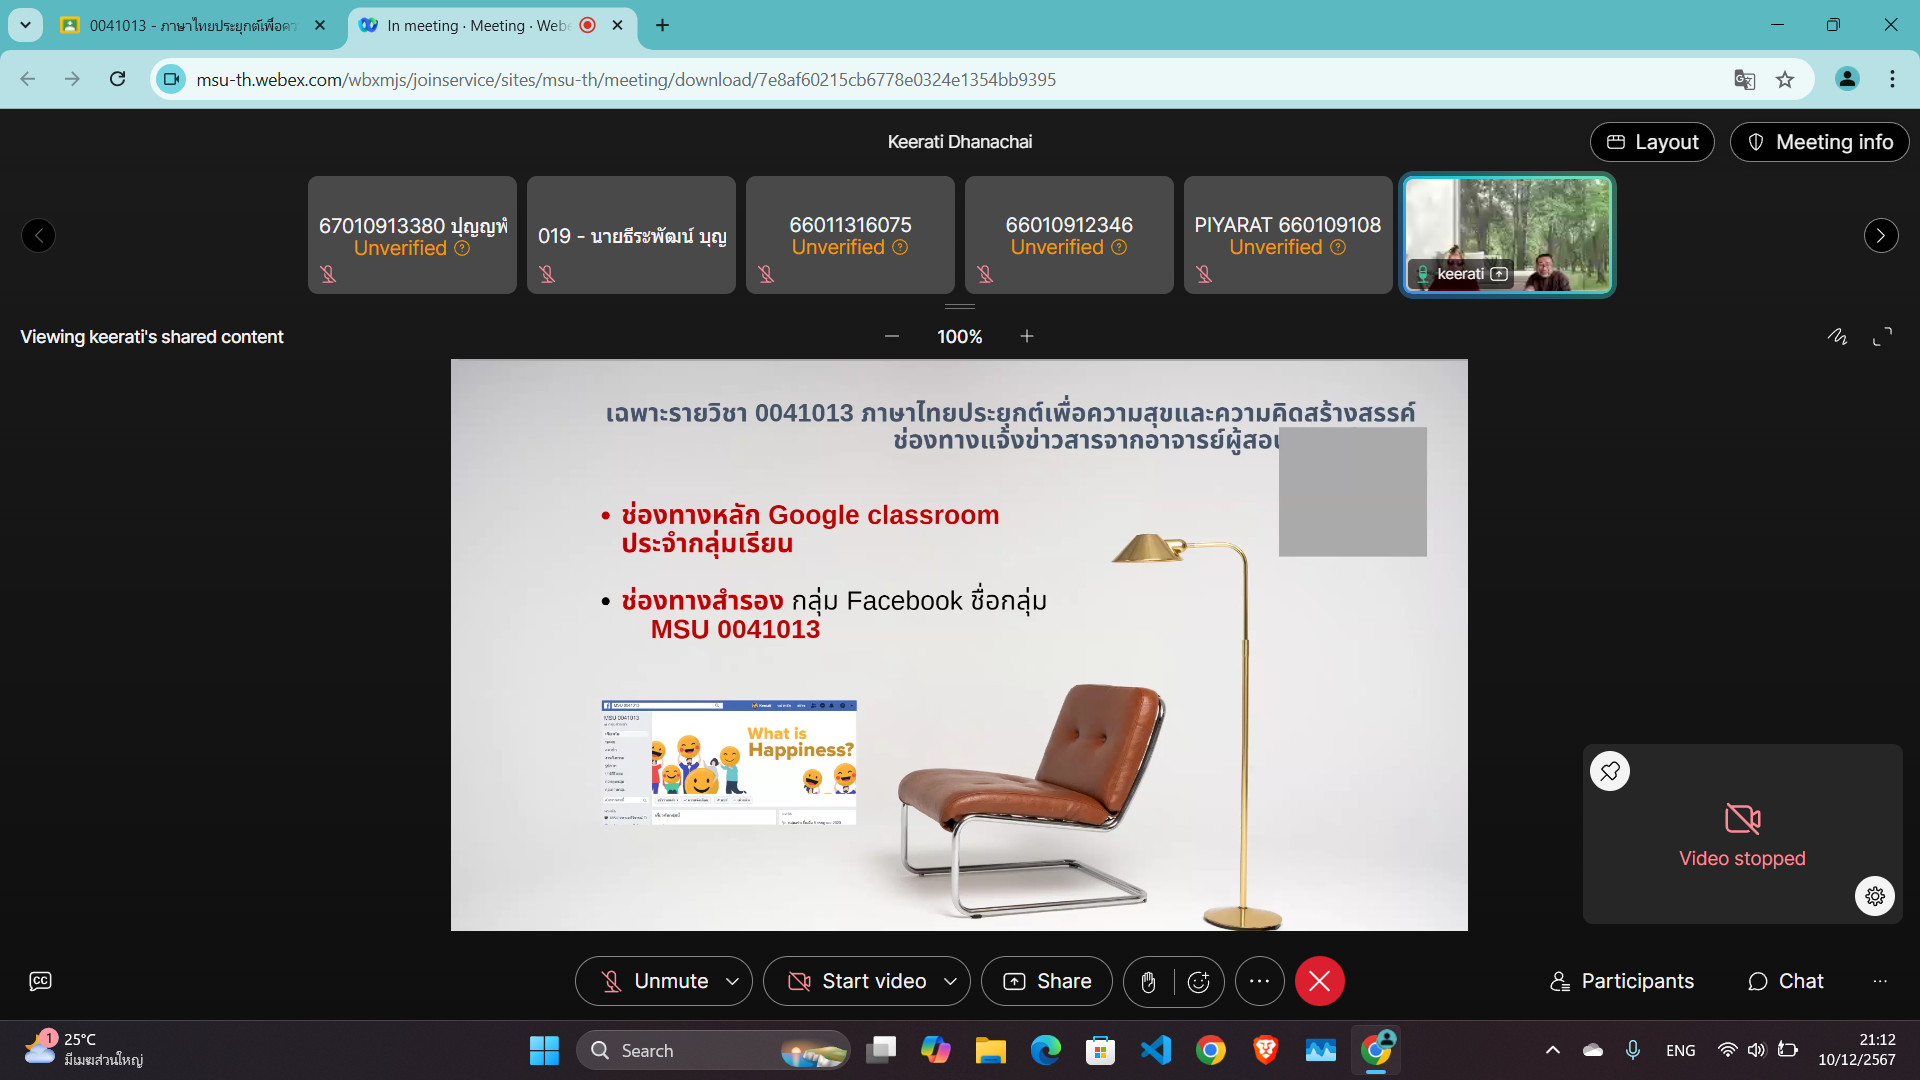 0041013 - ภาษาไทยประยุกต์เพื่อคว
In meeting · Meeting · Webe
msu-th.webex.com/wbxmjs/joinservice/sites/msu-th/meeting/download/7e8af60215cb6778e0324e1354bb9395
Keerati Dhanachai
Layout
Meeting info
67010913380 ปุญญพั
Unverified
019 - นายธีระพัฒน์ บุญ
66011316075
Unverified
66010912346
Unverified
PIYARAT 660109108
Unverified
keerati
Viewing keerati's shared content
100%
เฉพาะรายวิชา 0041013 ภาษาไทยประยุกต์เพื่อความสุขและความคิดสร้างสรรค์
ช่องทางแจ้งข่าวสารจากอาจารย์ผู้สอน
• ช่องทางหลัก Google classroom
ประจำกลุ่มเรียน
• ช่องทางสำรอง กลุ่ม Facebook ชื่อกลุ่ม
MSU 0041013
MSU 0041013
Keerati
MSU 0041013
What is
Happiness?
Video stopped
CC
Unmute
Start video
Share
Participants
Chat
1
25°C
มีเมฆส่วนใหญ่
Search
ENG
21:12
10/12/2567